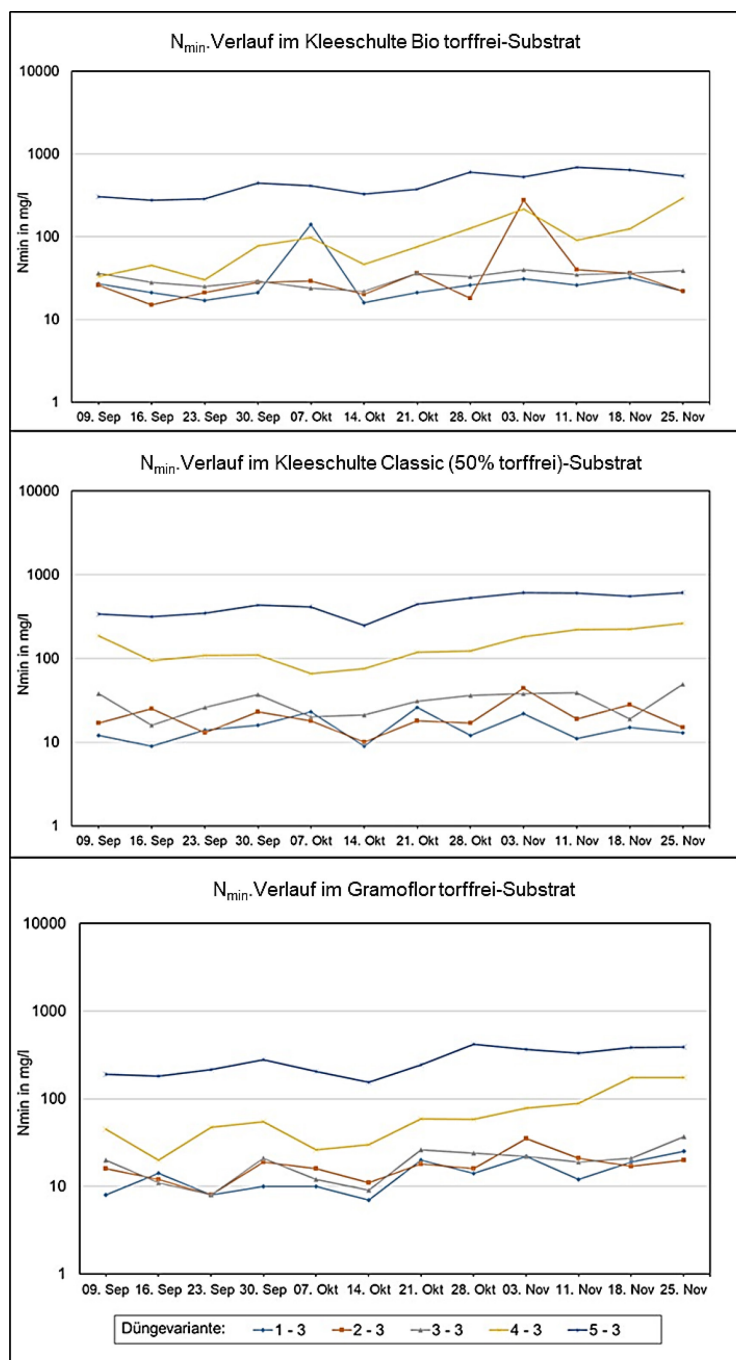 Nmin.Verlauf im Kleeschulte Bio torffrei-Substrat
10000
1000
100
10
1
Nmin in mg/l
09. Sep 16. Sep 23. Sep 30. Sep 07. Okt 14. Okt 21. Okt 28. Okt 03. Nov 11. Nov 18. Nov 25. Nov
Nmin.Verlauf im Kleeschulte Classic (50% torffrei)-Substrat
10000
1000
100
10
1
Nmin in mg/l
09. Sep 16. Sep 23. Sep 30. Sep 07. Okt 14. Okt 21. Okt 28. Okt 03. Nov 11. Nov 18. Nov 25. Nov
Nmin.Verlauf im Gramoflor torffrei-Substrat
10000
1000
100
10
1
Nmin in mg/l
09. Sep 16. Sep 23. Sep 30. Sep 07. Okt 14. Okt 21. Okt 28. Okt 03. Nov 11. Nov 18. Nov 25. Nov
Düngevariante: 1 - 3 2 - 3 3 - 3 4 - 3 5 - 3